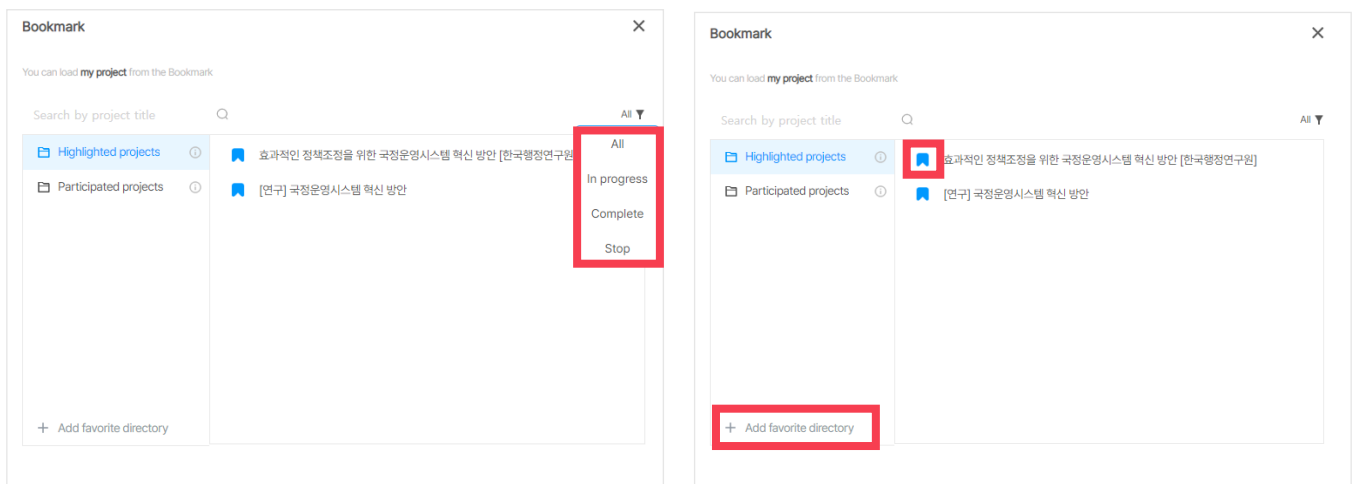 Bookmark
You can load my project from the Bookmark
Search by project title
All
Highlighted projects
Participated projects
효과적인 정책조정을 위한 국정운영시스템 혁신 방안 [한국행정연구원
[연구] 국정운영시스템 혁신 방안
All
In progress
Complete
Stop
+ Add favorite directory
Bookmark
You can load my project from the Bookmark
Search by project title
All
Highlighted projects
Participated projects
효과적인 정책조정을 위한 국정운영시스템 혁신 방안 [한국행정연구원]
[연구] 국정운영시스템 혁신 방안
+ Add favorite directory